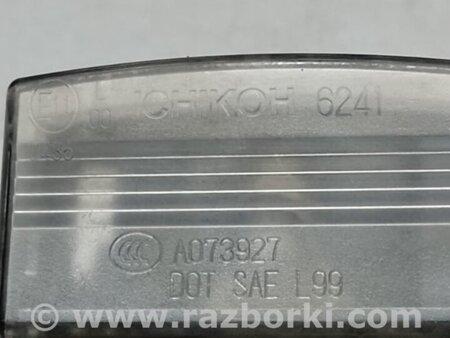 ICHIKOH 6241
A073927
DOT SAE L99
www.razborki.com